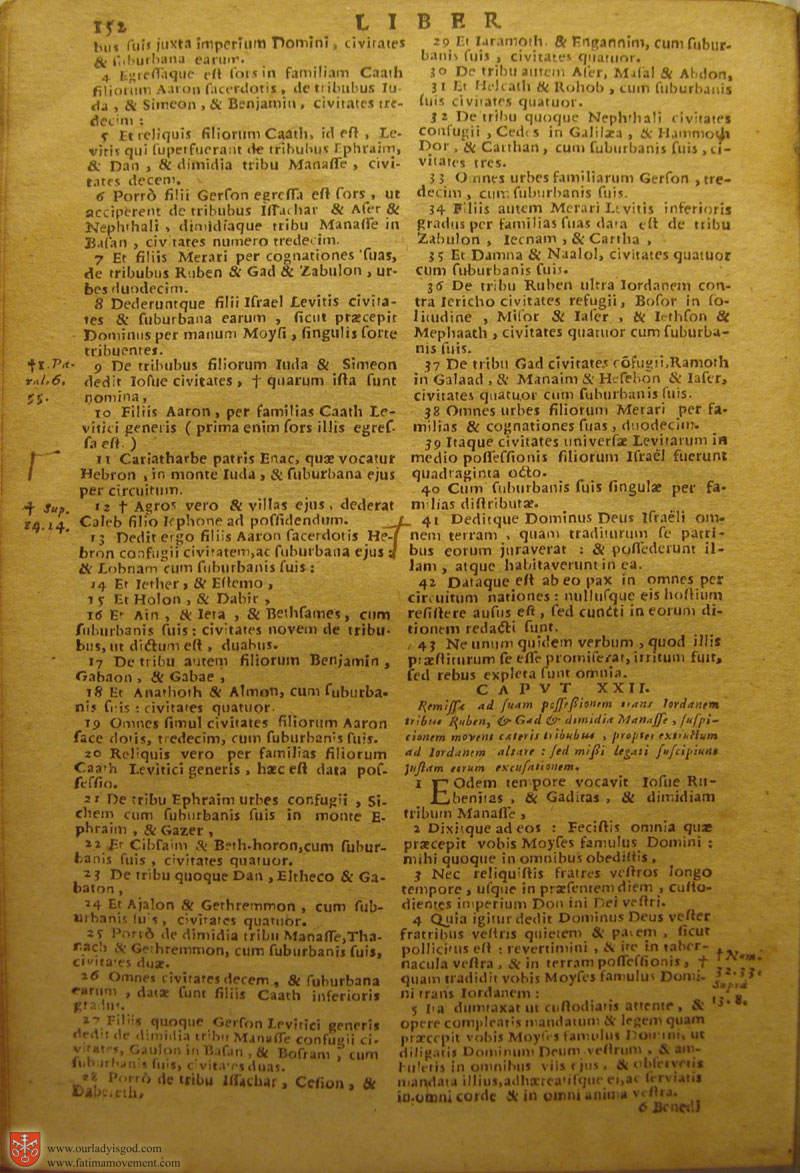 152
LIBER
bus suis juxta imperium Domini, civitates
& suburbana earum.
4 Egressaque est sors in familiam Caath
filiorum Aaron sacerdotis, de tribubus Iu-
da, & Simeon, & Benjamin, civitates tre-
decim:
5 Et reliquis filiorum Caath, id est, Le-
vitis qui superfuerant de tribubus Ephraim,
& Dan, & dimidia tribu Manasse, civi-
tates decem.
6 Porrò filii Gerson egressa est sors, ut
acciperent de tribubus Issachar & Aser &
Nephthali, dimidiaque tribu Manasse in
Basan, civitates numero tredecim.
7 Et filiis Merari per cognationes suas,
de tribubus Ruben & Gad & Zabulon, ur-
bes duodecim.
8 Dederuntque filii Israel Levitis civita-
tes & suburbana earum, sicut præcepit
Dominus per manum Moysi, singulis sorte
tribuentes.
†1. Pa-
ral. 6.
55.
9 De tribubus filiorum Iuda & Simeon
dedit Iosue civitates, † quarum ista sunt
nomina,
10 Filiis Aaron, per familias Caath Le-
vitici generis (prima enim sors illis egres-
sa est.)
11 Cariatharbe patris Enac, quæ vocatur
Hebron, in monte Iuda, & suburbana ejus
per circuitum.
† Sup.
14. 14.
12 † Agros vero & villas ejus, dederat
Caleb filio Iephone ad possidendum.
13 Dedit ergo filiis Aaron sacerdotis He-
bron confugii civitatem, ac suburbana ejus:
& Lobnam cum suburbanis suis:
14 Et Iether, & Estemo,
15 Et Holon, & Dabir,
16 Et Ain, & Ieta, & Bethsames, cum
suburbanis suis: civitates novem de tribu-
bus, ut dictum est, duabus.
17 De tribu autem filiorum Benjamin,
Gabaon, & Gabae,
18 Et Anathoth & Almon, cum suburba-
nis suis: civitates quatuor.
19 Omnes simul civitates filiorum Aaron
sacerdotis, tredecim, cum suburbanis suis.
20 Reliquis vero per familias filiorum
Caath Levitici generis, hæc est data pos-
sessio.
21 De tribu Ephraim urbes confugii, Si-
chem cum suburbanis suis in monte E-
phraim, & Gazer,
22 Et Cibsaim & Beth-horon, cum subur-
banis suis, civitates quatuor.
23 De tribu quoque Dan, Eltheco & Ga-
baton,
24 Et Ajalon & Gethremmon, cum sub-
urbanis suis, civitates quatuor.
25 Porrò de dimidia tribu Manasse, Tha-
nach & Gethremmon, cum suburbanis suis,
civitates duæ.
26 Omnes civitates decem, & suburbana
earum, datæ sunt filiis Caath inferioris
gradus.
27 Filiis quoque Gerson Levitici generis
dedit de dimidia tribu Manasse confugii ci-
vitates, Gaulon in Basan, & Bosram, cum
suburbanis suis, civitates duas.
28 Porrò de tribu Issachar, Cesion, &
Dabereth,
29 Et Iaramoth, & Engannim, cum subur-
banis suis, civitates quatuor.
30 De tribu autem Aser, Masal & Abdon,
31 Et Helcath & Rohob, cum suburbanis
suis civitates quatuor.
32 De tribu quoque Nephthali civitates
confugii, Cedes in Galilæa, & Hammoth
Dor, & Carthan, cum suburbanis suis, ci-
vitates tres.
33 Omnes urbes familiarum Gerson, tre-
decim, cum suburbanis suis.
34 Filiis autem Merari Levitis inferioris
gradus per familias suas data est de tribu
Zabulon, Iecnam, & Cartha,
35 Et Damna & Naalol, civitates quatuor
cum suburbanis suis.
36 De tribu Ruben ultra Iordanem con-
tra Iericho civitates refugii, Bosor in so-
litudine, Misor & Iaser, & Iethson &
Mephaath, civitates quatuor cum suburba-
nis suis.
37 De tribu Gad civitates cõfugii, Ramoth
in Galaad, & Manaim & Hesebon & Iaser,
civitates quatuor cum suburbanis suis.
38 Omnes urbes filiorum Merari per fa-
milias & cognationes suas, duodecim.
39 Itaque civitates universæ Levitarum in
medio possessionis filiorum Israël fuerunt
quadraginta octo.
40 Cum suburbanis suis singulæ per fa-
milias distributæ.
41 Deditque Dominus Deus Israëli om-
nem terram, quam traditurum se patri-
bus eorum juraverat: & possederunt il-
lam, atque habitaverunt in ea.
42 Dataque est ab eo pax in omnes per
circuitum nationes: nullusque eis hostium
resistere ausus est, sed cuncti in eorum di-
tionem redacti sunt.
43 Ne unum quidem verbum, quod illis
præstiturum se esse promiserat, irritum fuit,
sed rebus expleta sunt omnia.
CAPVT XXII.
Remissæ ad suam possessionem trans Iordanem
tribus Ruben, & Gad & dimidia Manasse, suspi-
cionem movent cæteris tribubus, propter extructum
ad Iordanem altare: sed missi legati suscipiunt
justam eorum excusationem.
1 EOdem tempore vocavit Iosue Ru-
benitas, & Gaditas, & dimidiam
tribum Manasse,
2 Dixitque ad eos: Fecistis omnia quæ
præcepit vobis Moyses famulus Domini:
mihi quoque in omnibus obedistis,
3 Nec reliquistis fratres vestros longo
tempore, usque in præsentem diem, custo-
dientes imperium Domini Dei vestri.
4 Quia igitur dedit Dominus Deus vester
fratribus vestris quietem & pacem, sicut
pollicitus est: revertimini, & ite in taber-
nacula vestra, & in terram possessionis, †
quam tradidit vobis Moyses famulus Domi-
ni trans Iordanem:
† Num.
32. 33.
Supra
13. 8.
5 Ita dumtaxat ut custodiatis attente, &
opere compleatis mandatum & legem quam
præcepit vobis Moyses famulus Domini, ut
diligatis Dominum Deum vestrum, & am-
buletis in omnibus viis ejus, & observetis
mandata illius, adhæreatisque ei, ac serviatis
in omni corde & in omni anima vestra.
6 Bened
www.ourladyisgod.com
www.fatimamovement.com